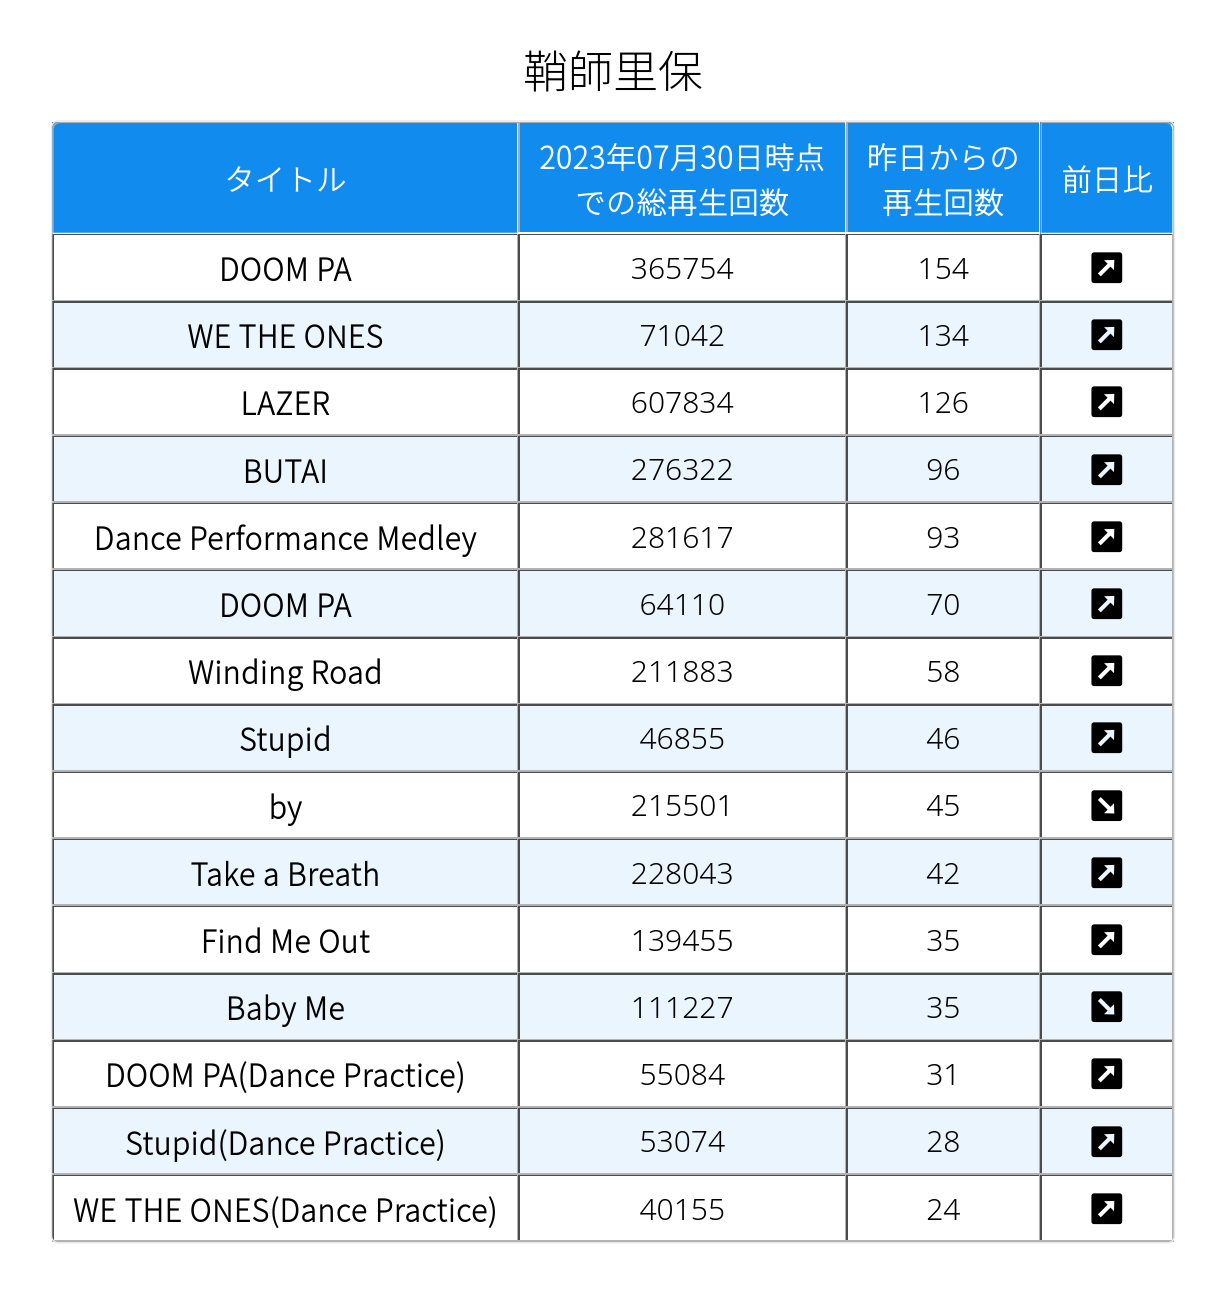 鞘師里保
タイトル 2023年07月30日時点での総再生回数 昨日からの再生回数 前日比
DOOM PA 365754 154 ↗
WE THE ONES 71042 134 ↗
LAZER 607834 126 ↗
BUTAI 276322 96 ↗
Dance Performance Medley 281617 93 ↗
DOOM PA 64110 70 ↗
Winding Road 211883 58 ↗
Stupid 46855 46 ↗
by 215501 45 ↘
Take a Breath 228043 42 ↗
Find Me Out 139455 35 ↗
Baby Me 111227 35 ↘
DOOM PA(Dance Practice) 55084 31 ↗
Stupid(Dance Practice) 53074 28 ↗
WE THE ONES(Dance Practice) 40155 24 ↗